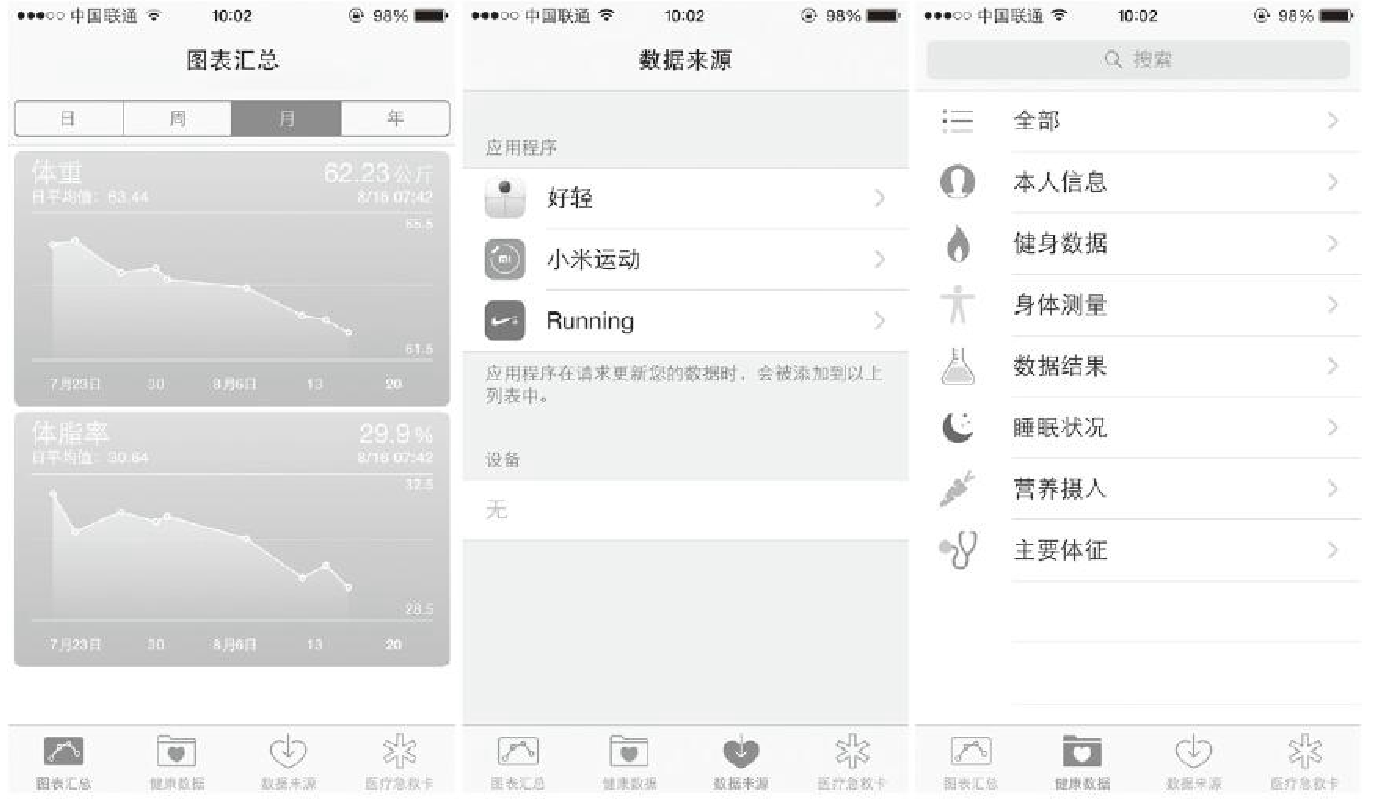 中国联通 10:02 98%
图表汇总
日 周 月 年
体重 62.23公斤
日平均值：63.44 8/16 07:42
65.5
61.5
7月23日 30 8月6日 13 20
体脂率 29.9%
日平均值：30.64 8/16 07:42
32.5
28.5
7月23日 30 8月6日 13 20
图表汇总 健康数据 数据来源 医疗急救卡
中国联通 10:02 98%
数据来源
应用程序
好轻
小米运动
Running
应用程序在请求更新您的数据时，会被添加到以上
列表中。
设备
无
图表汇总 健康数据 数据来源 医疗急救卡
中国联通 10:02 98%
搜索
全部
本人信息
健身数据
身体测量
数据结果
睡眠状况
营养摄人
主要体征
图表汇总 健康数据 数据来源 医疗急救卡